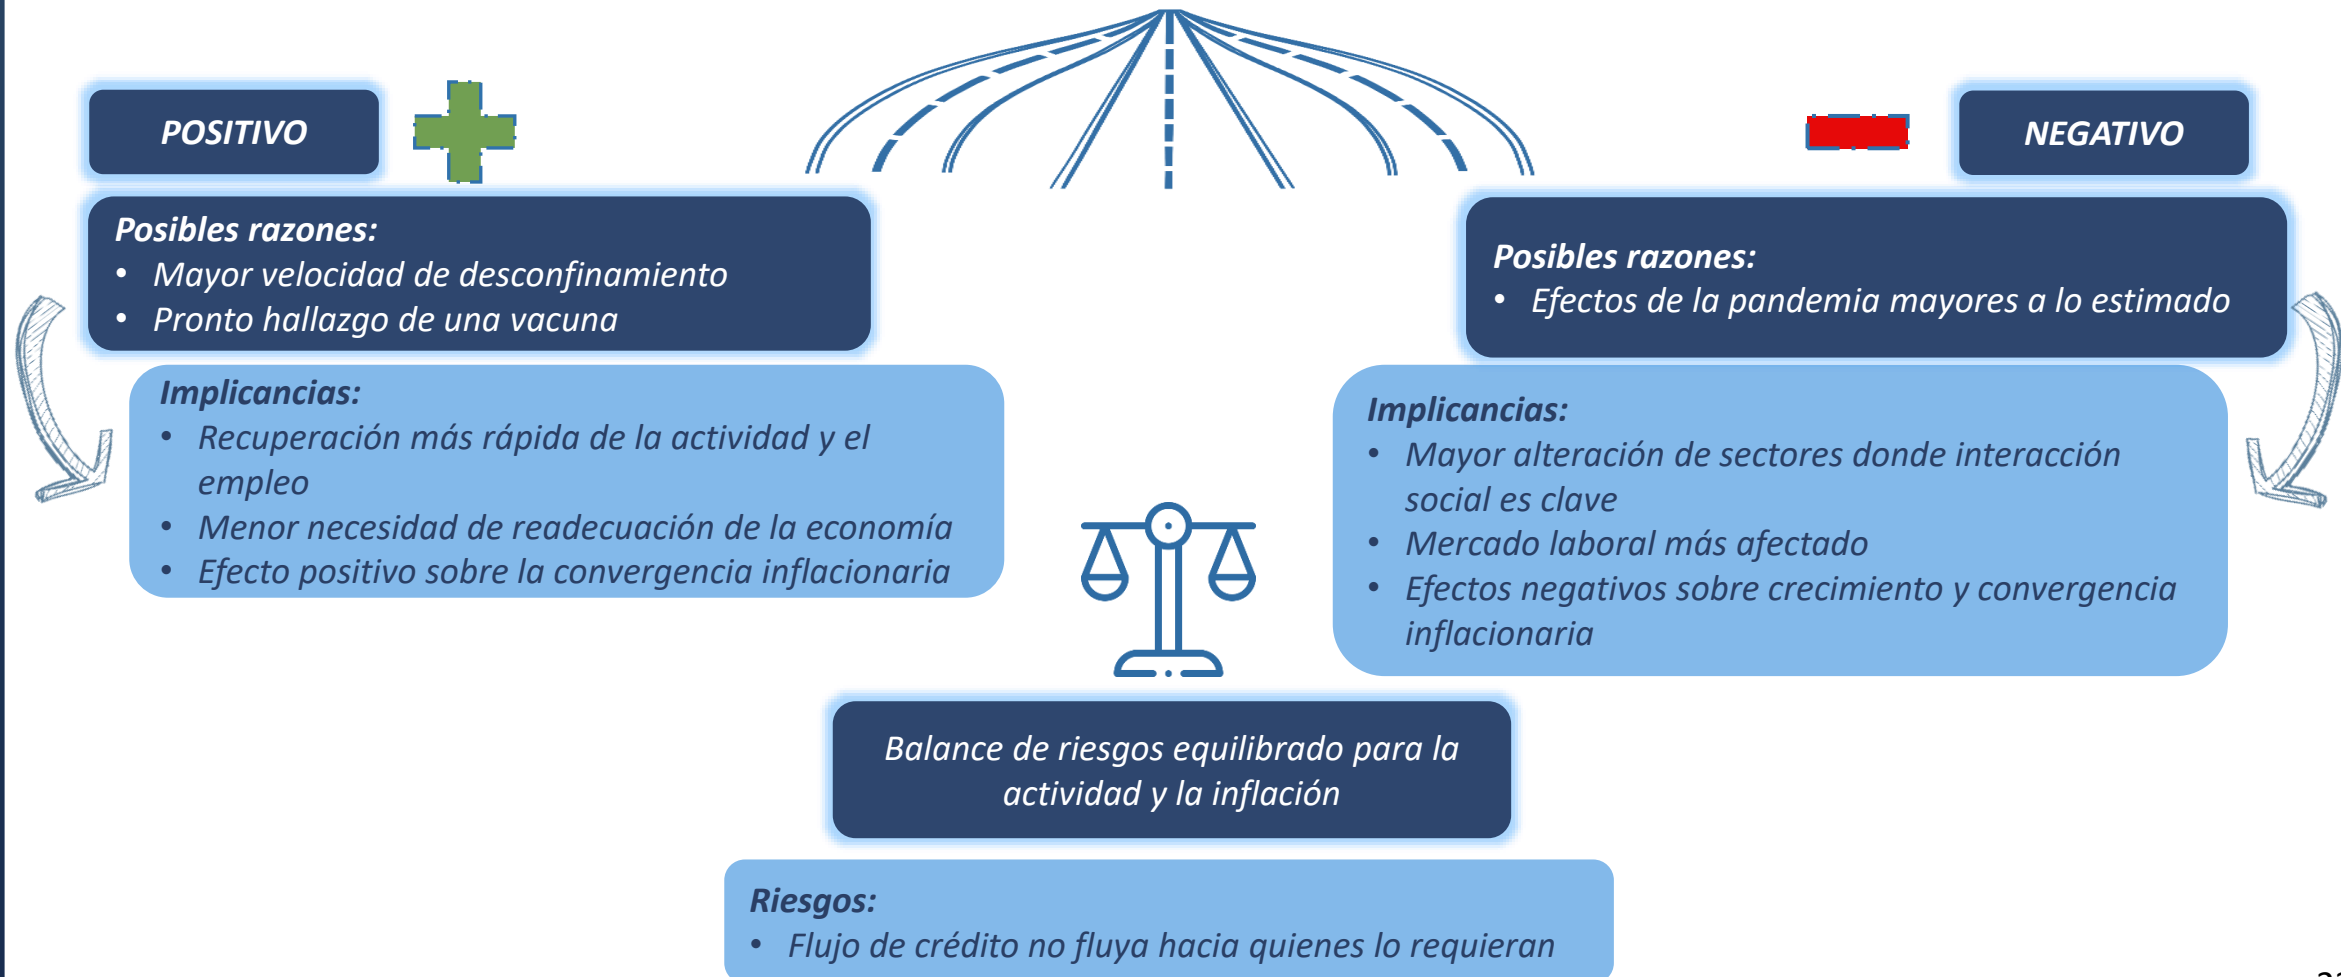 POSITIVO
Posibles razones:
• Mayor velocidad de desconfinamiento
• Pronto hallazgo de una vacuna
Implicancias:
• Recuperación más rápida de la actividad y el
empleo
• Menor necesidad de readecuación de la economía
• Efecto positivo sobre la convergencia inflacionaria
NEGATIVO
Posibles razones:
• Efectos de la pandemia mayores a lo estimado
Implicancias:
• Mayor alteración de sectores donde interacción
social es clave
• Mercado laboral más afectado
• Efectos negativos sobre crecimiento y convergencia
inflacionaria
Balance de riesgos equilibrado para la
actividad y la inflación
Riesgos:
• Flujo de crédito no fluya hacia quienes lo requieran